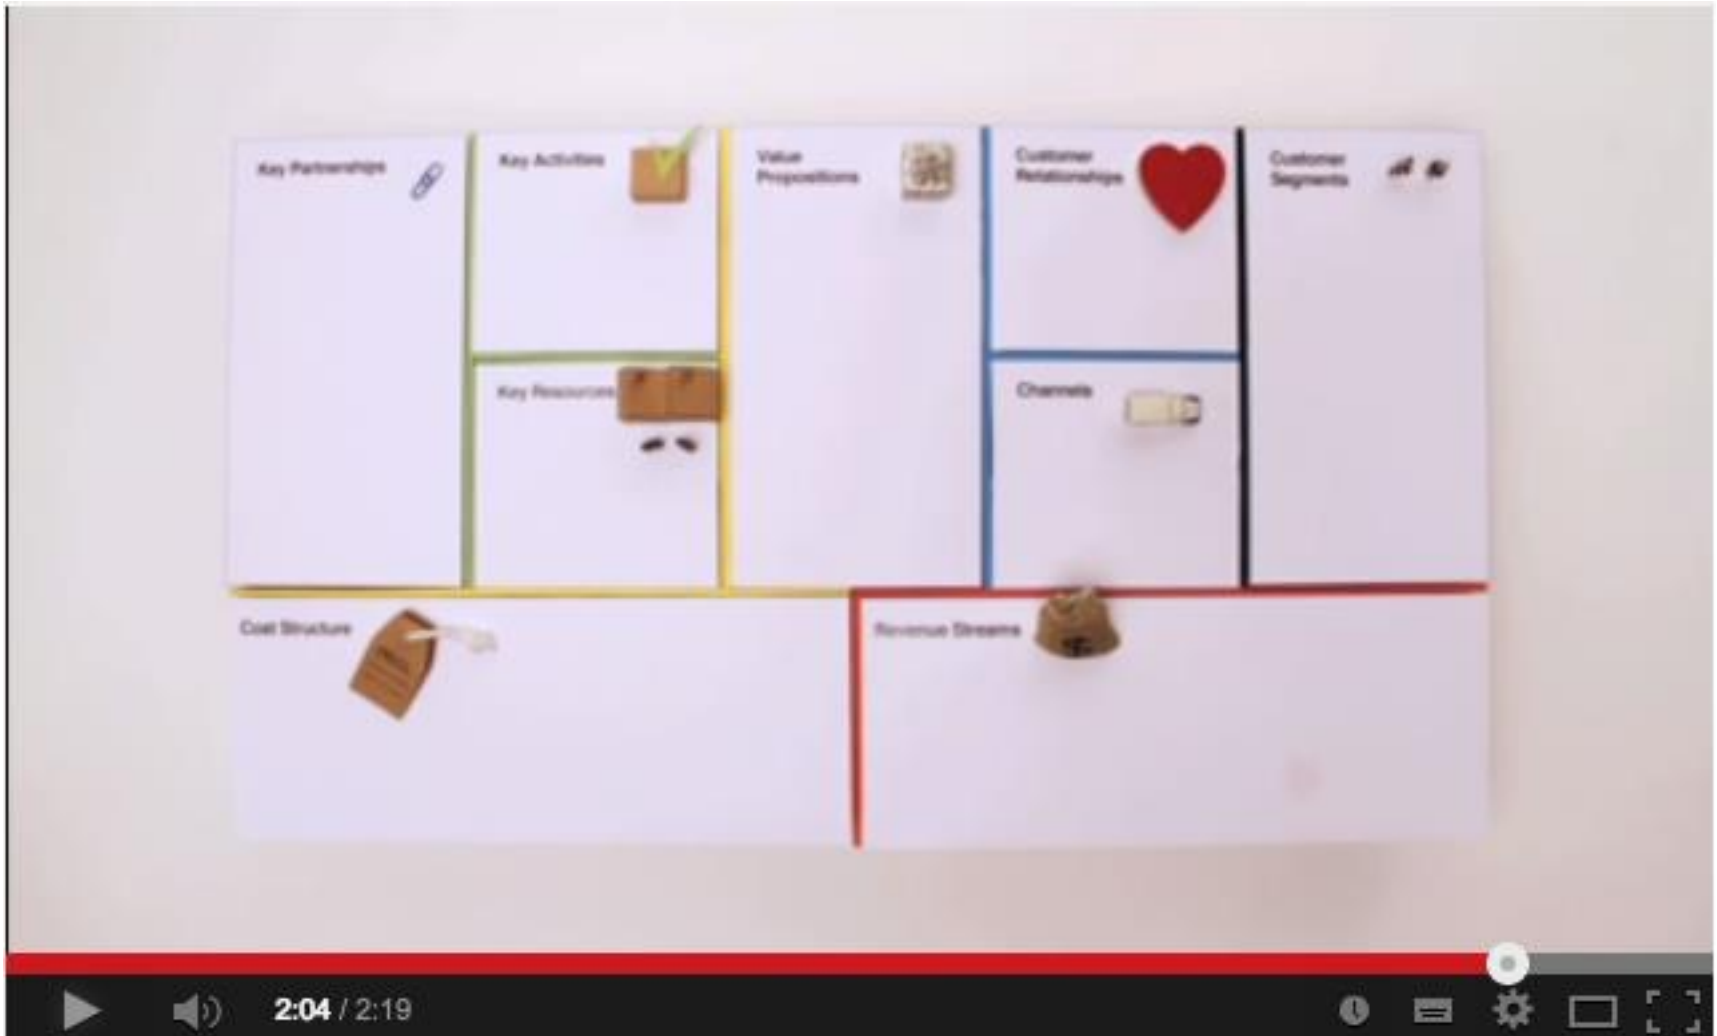 Key Partnerships
Key Activities
Value
Propositions
Customer
Relationships
Customer
Segments
Key Resources
Channels
Cost Structure
Revenue Streams
2:04 / 2:19